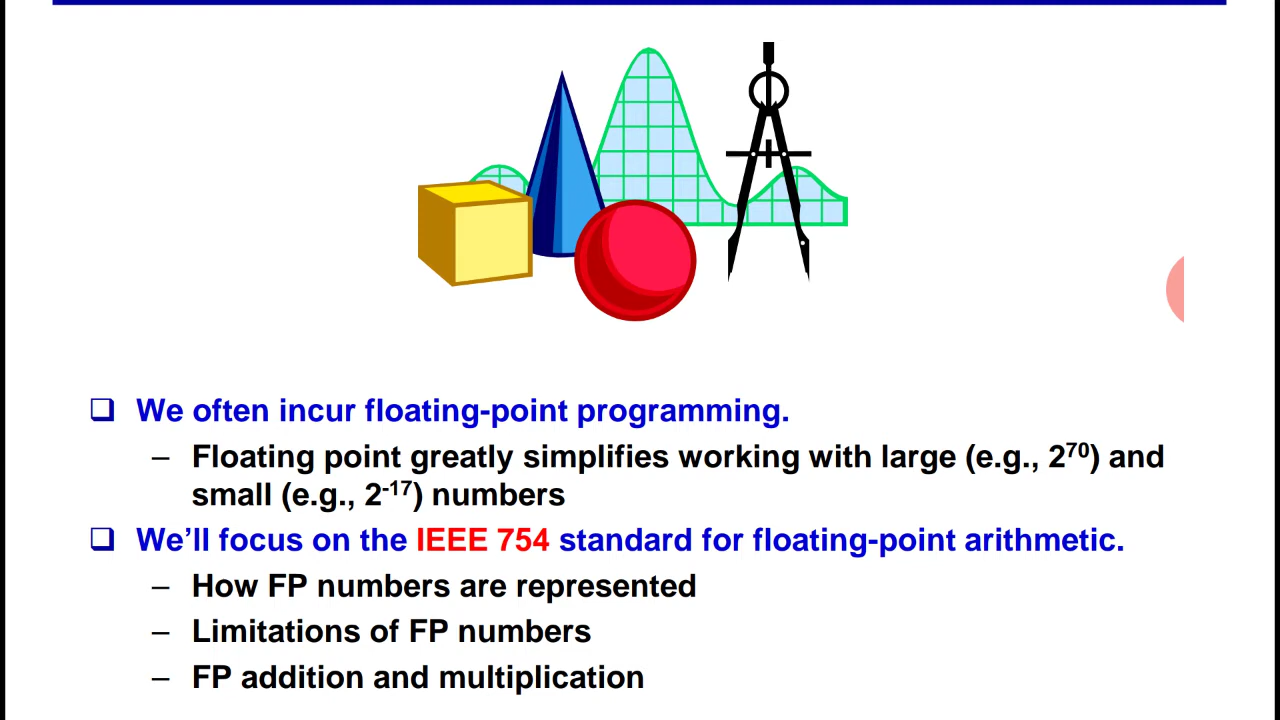 ❑ We often incur floating-point programming.
– Floating point greatly simplifies working with large (e.g., 2⁷⁰) and
small (e.g., 2⁻¹⁷) numbers
❑ We’ll focus on the IEEE 754 standard for floating-point arithmetic.
– How FP numbers are represented
– Limitations of FP numbers
– FP addition and multiplication